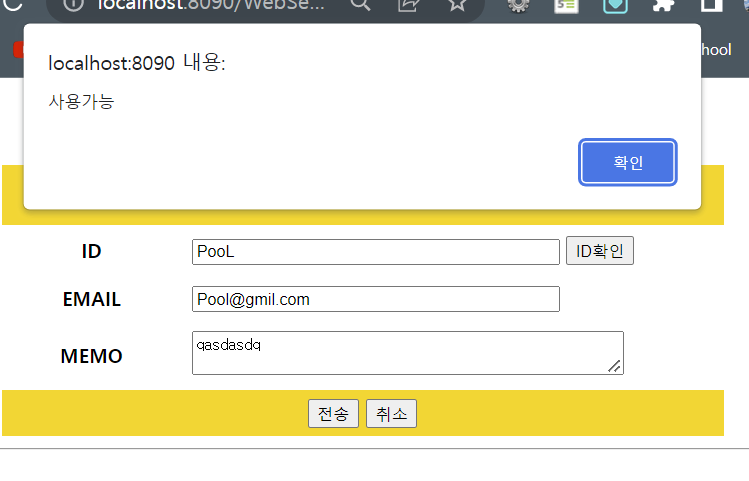 localhost:8090/WebSe...
localhost:8090 내용:
사용가능
확인
hool
ID PooL ID확인
EMAIL Pool@gmil.com
MEMO qasdasdq
전송 취소